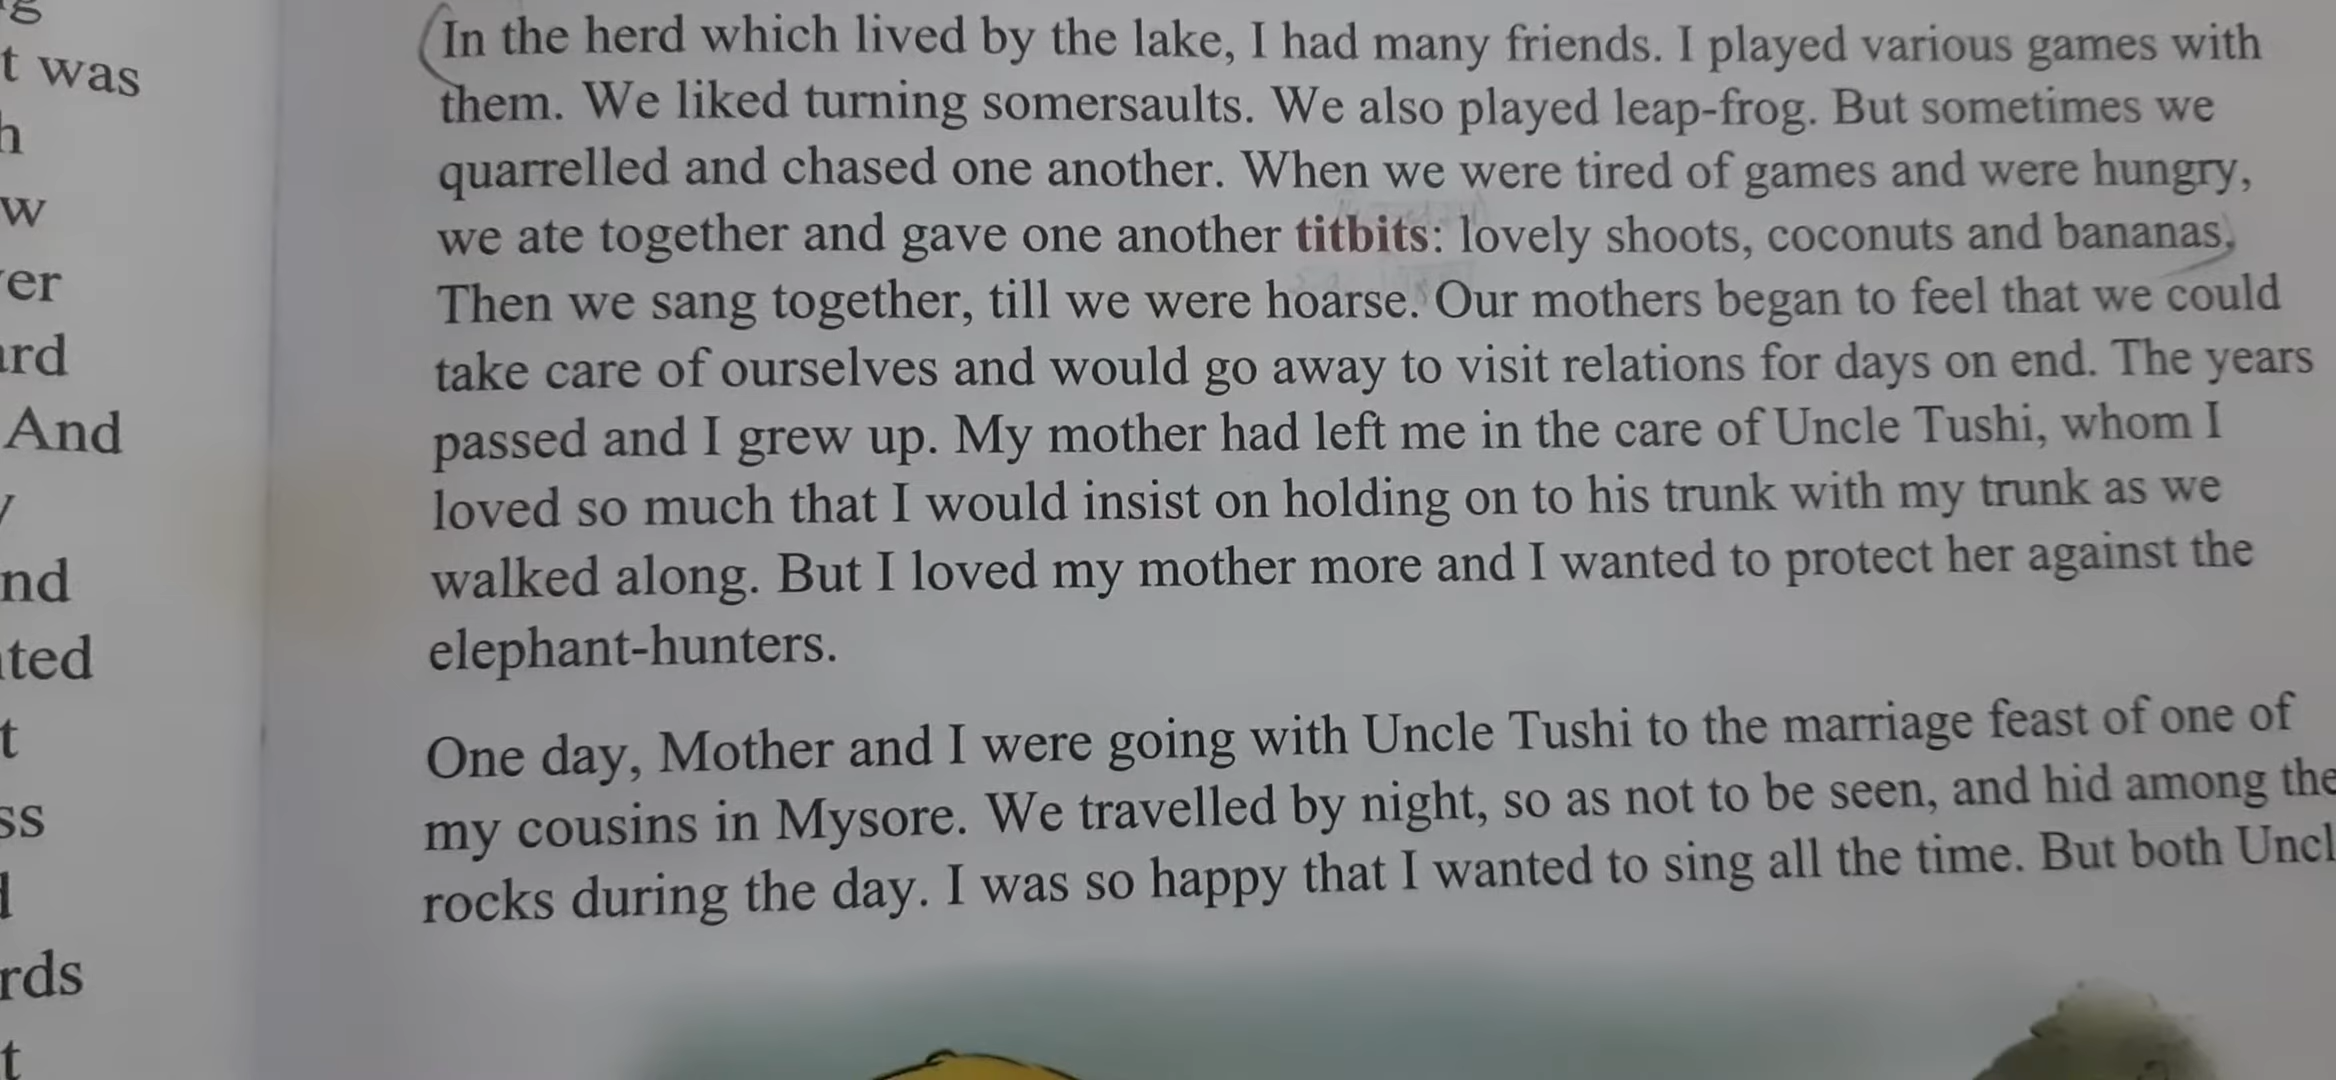 t was
And
In the herd which lived by the lake, I had many friends. I played various games with
them. We liked turning somersaults. We also played leap-frog. But sometimes we
quarrelled and chased one another. When we were tired of games and were hungry,
we ate together and gave one another titbits: lovely shoots, coconuts and bananas.
Then we sang together, till we were hoarse. Our mothers began to feel that we could
take care of ourselves and would go away to visit relations for days on end. The years
passed and I grew up. My mother had left me in the care of Uncle Tushi, whom I
loved so much that I would insist on holding on to his trunk with my trunk as we
walked along. But I loved my mother more and I wanted to protect her against the
elephant-hunters.
One day, Mother and I were going with Uncle Tushi to the marriage feast of one of
my cousins in Mysore. We travelled by night, so as not to be seen, and hid among the
rocks during the day. I was so happy that I wanted to sing all the time. But both Uncl